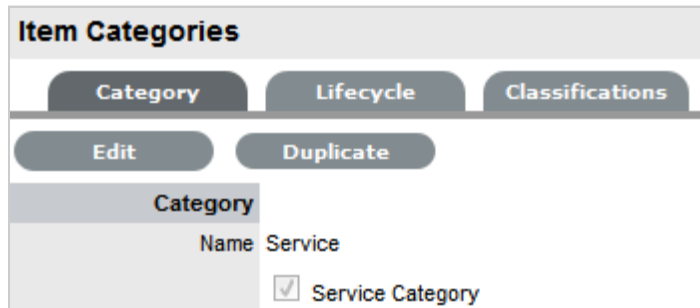 Item Categories
Category Lifecycle Classifications
Edit Duplicate
Category
Name Service
Service Category